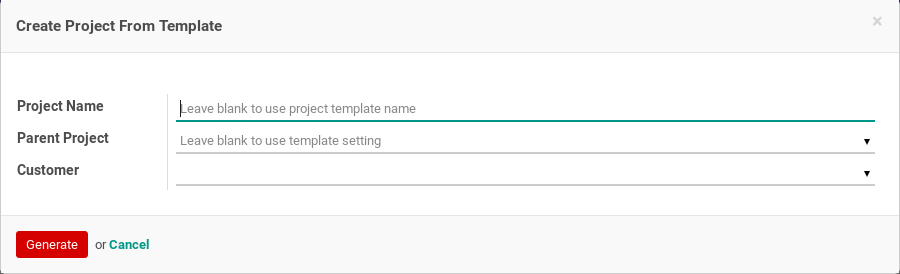 Create Project From Template
×
Project Name
Leave blank to use project template name
Parent Project
Leave blank to use template setting
Customer
Generate or Cancel